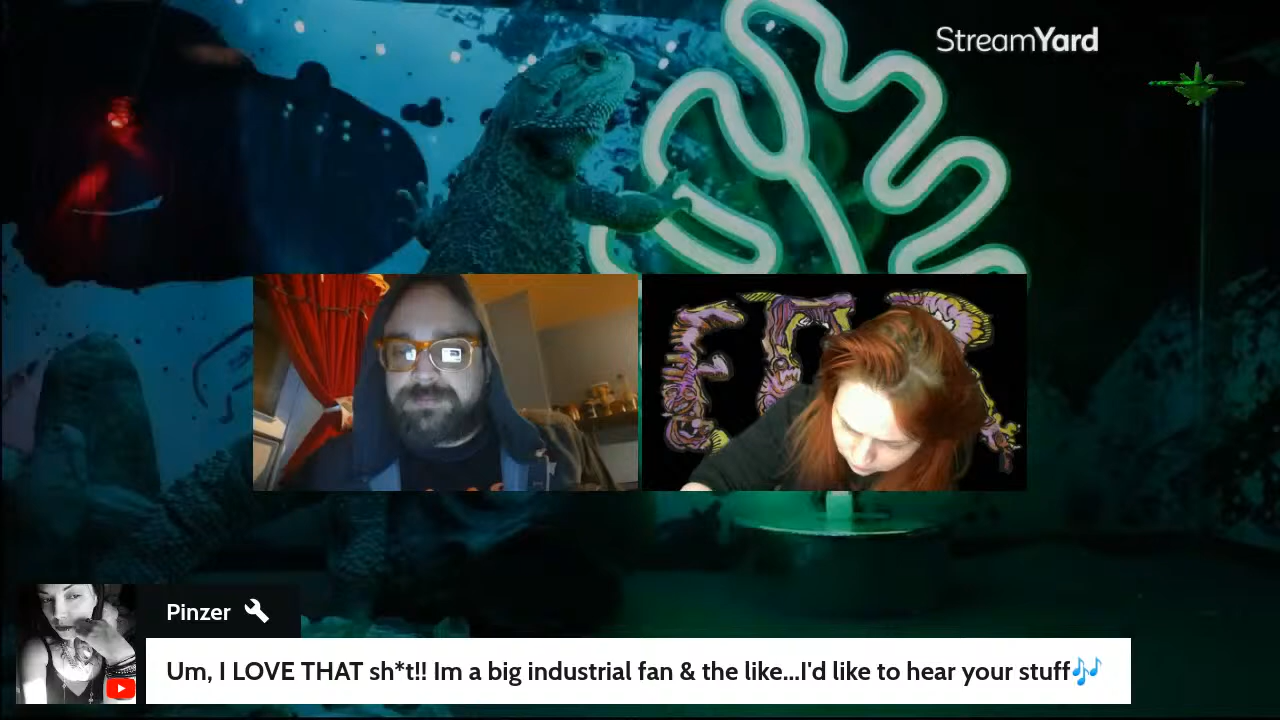 StreamYard
Pinzer
Um, I LOVE THAT sh*t!! Im a big industrial fan & the like...I'd like to hear your stuff🎶